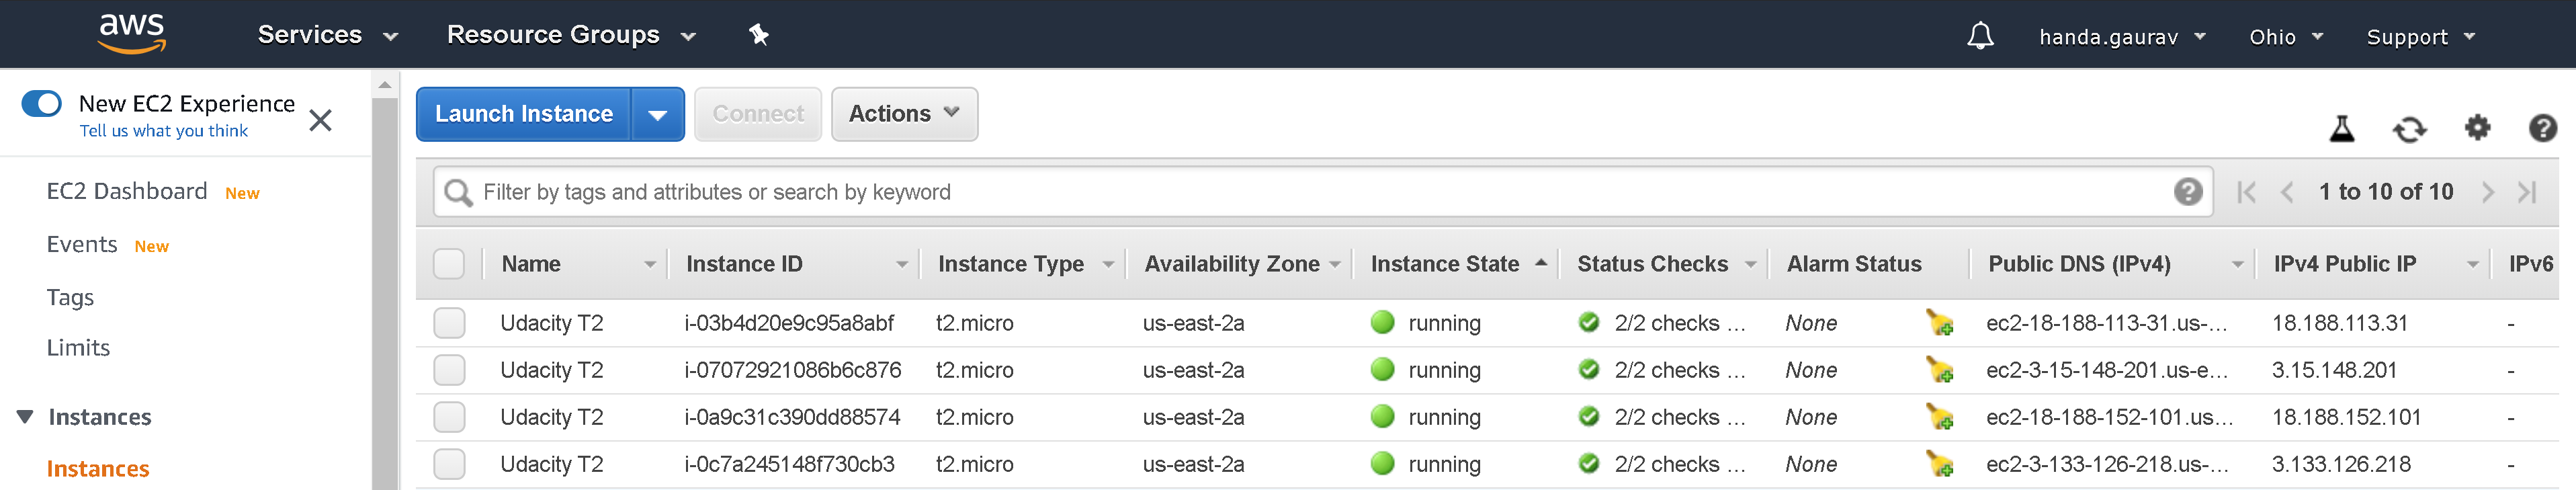 aws Services Resource Groups handa.gaurav Ohio Support
New EC2 Experience
Tell us what you think
EC2 Dashboard New
Events New
Tags
Limits
Instances
Instances
Launch Instance Connect Actions
Filter by tags and attributes or search by keyword 1 to 10 of 10
Name Instance ID Instance Type Availability Zone Instance State Status Checks Alarm Status Public DNS (IPv4) IPv4 Public IP IPv6
Udacity T2 i-03b4d20e9c95a8abf t2.micro us-east-2a running 2/2 checks ... None ec2-18-188-113-31.us-... 18.188.113.31 -
Udacity T2 i-07072921086b6c876 t2.micro us-east-2a running 2/2 checks ... None ec2-3-15-148-201.us-e... 3.15.148.201 -
Udacity T2 i-0a9c31c390dd88574 t2.micro us-east-2a running 2/2 checks ... None ec2-18-188-152-101.us... 18.188.152.101 -
Udacity T2 i-0c7a245148f730cb3 t2.micro us-east-2a running 2/2 checks ... None ec2-3-133-126-218.us-... 3.133.126.218 -